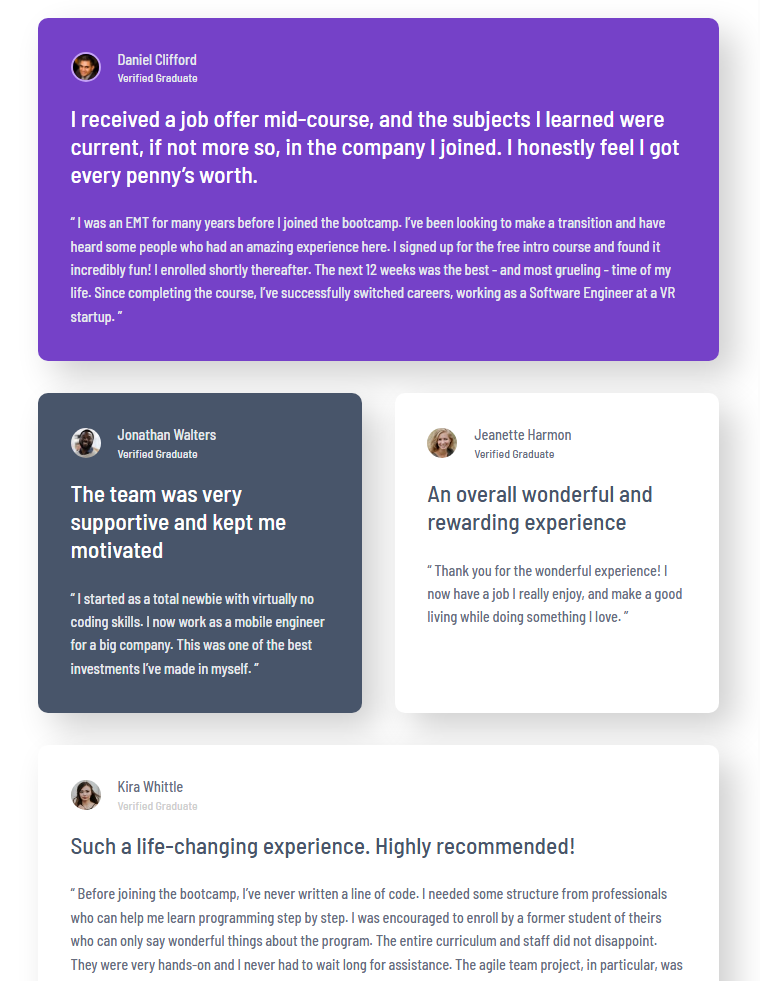 Daniel Clifford
Verified Graduate
I received a job offer mid-course, and the subjects I learned were
current, if not more so, in the company I joined. I honestly feel I got
every penny’s worth.
“ I was an EMT for many years before I joined the bootcamp. I’ve been looking to make a transition and have
heard some people who had an amazing experience here. I signed up for the free intro course and found it
incredibly fun! I enrolled shortly thereafter. The next 12 weeks was the best - and most grueling - time of my
life. Since completing the course, I’ve successfully switched careers, working as a Software Engineer at a VR
startup. ”
Jonathan Walters
Verified Graduate
The team was very
supportive and kept me
motivated
“ I started as a total newbie with virtually no
coding skills. I now work as a mobile engineer
for a big company. This was one of the best
investments I’ve made in myself. ”
Jeanette Harmon
Verified Graduate
An overall wonderful and
rewarding experience
“ Thank you for the wonderful experience! I
now have a job I really enjoy, and make a good
living while doing something I love. ”
Kira Whittle
Verified Graduate
Such a life-changing experience. Highly recommended!
“ Before joining the bootcamp, I’ve never written a line of code. I needed some structure from professionals
who can help me learn programming step by step. I was encouraged to enroll by a former student of theirs
who can only say wonderful things about the program. The entire curriculum and staff did not disappoint.
They were very hands-on and I never had to wait long for assistance. The agile team project, in particular, was